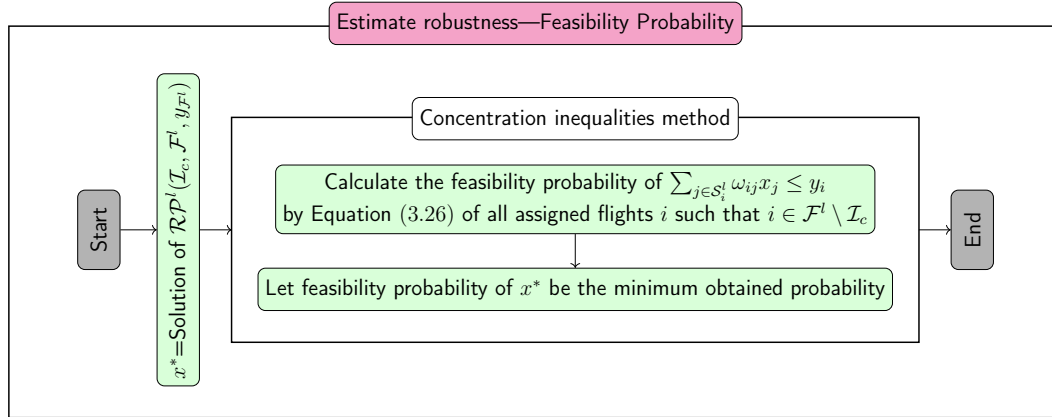 Estimate robustness—Feasibility Probability
Start
x*=Solution of 𝓡𝓟^l(𝓘_c, 𝓕^l, y_{𝓕^l})
Concentration inequalities method
Calculate the feasibility probability of ∑_{j∈𝓢_i^l} ω_{ij}x_j ≤ y_i
by Equation (3.26) of all assigned flights i such that i ∈ 𝓕^l \ 𝓘_c
Let feasibility probability of x* be the minimum obtained probability
End